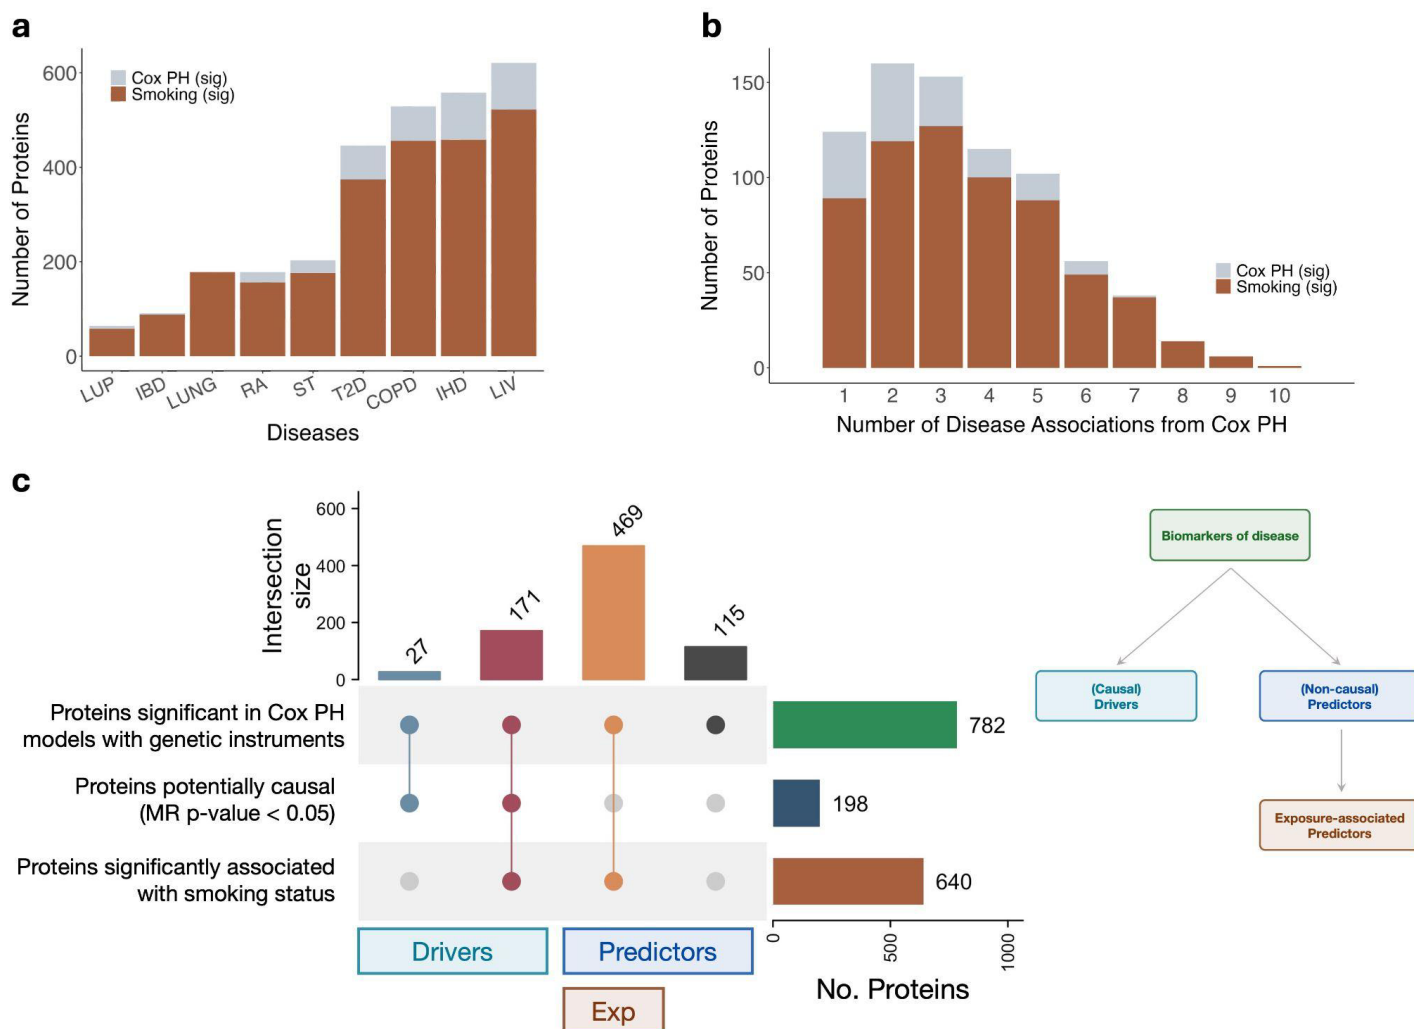 a
600
400
200
0
Number of Proteins
Cox PH (sig)
Smoking (sig)
LUP
IBD
LUNG
RA
ST
T2D
COPD
IHD
LIV
Diseases
b
150
100
50
0
Number of Proteins
Cox PH (sig)
Smoking (sig)
1
2
3
4
5
6
7
8
9
10
Number of Disease Associations from Cox PH
c
Intersection
size
600
400
200
0
27
171
469
115
Proteins significant in Cox PH
models with genetic instruments
Proteins potentially causal
(MR p-value < 0.05)
Proteins significantly associated
with smoking status
782
198
640
0
500
1000
No. Proteins
Drivers
Predictors
Exp
Biomarkers of disease
(Causal)
Drivers
(Non-causal)
Predictors
Exposure-associated
Predictors